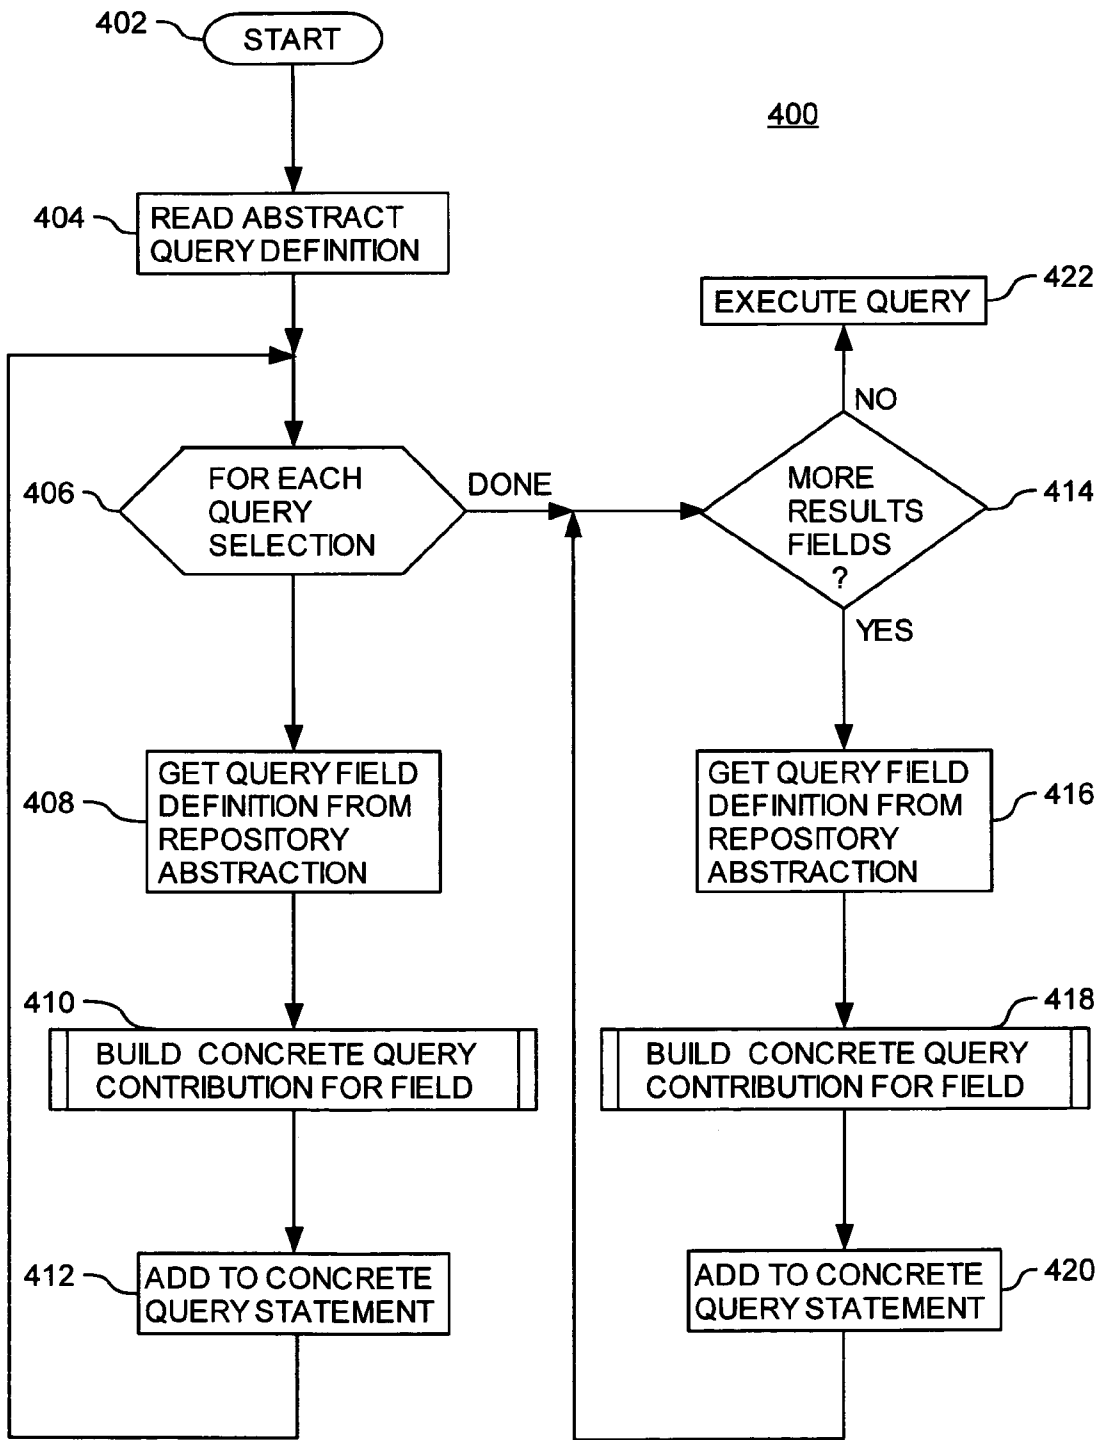 402
START
400
404
READ ABSTRACT
QUERY DEFINITION
406
FOR EACH
QUERY
SELECTION
DONE
408
GET QUERY FIELD
DEFINITION FROM
REPOSITORY
ABSTRACTION
410
BUILD CONCRETE QUERY
CONTRIBUTION FOR FIELD
412
ADD TO CONCRETE
QUERY STATEMENT
422
EXECUTE QUERY
NO
414
MORE
RESULTS
FIELDS
?
YES
416
GET QUERY FIELD
DEFINITION FROM
REPOSITORY
ABSTRACTION
418
BUILD CONCRETE QUERY
CONTRIBUTION FOR FIELD
420
ADD TO CONCRETE
QUERY STATEMENT